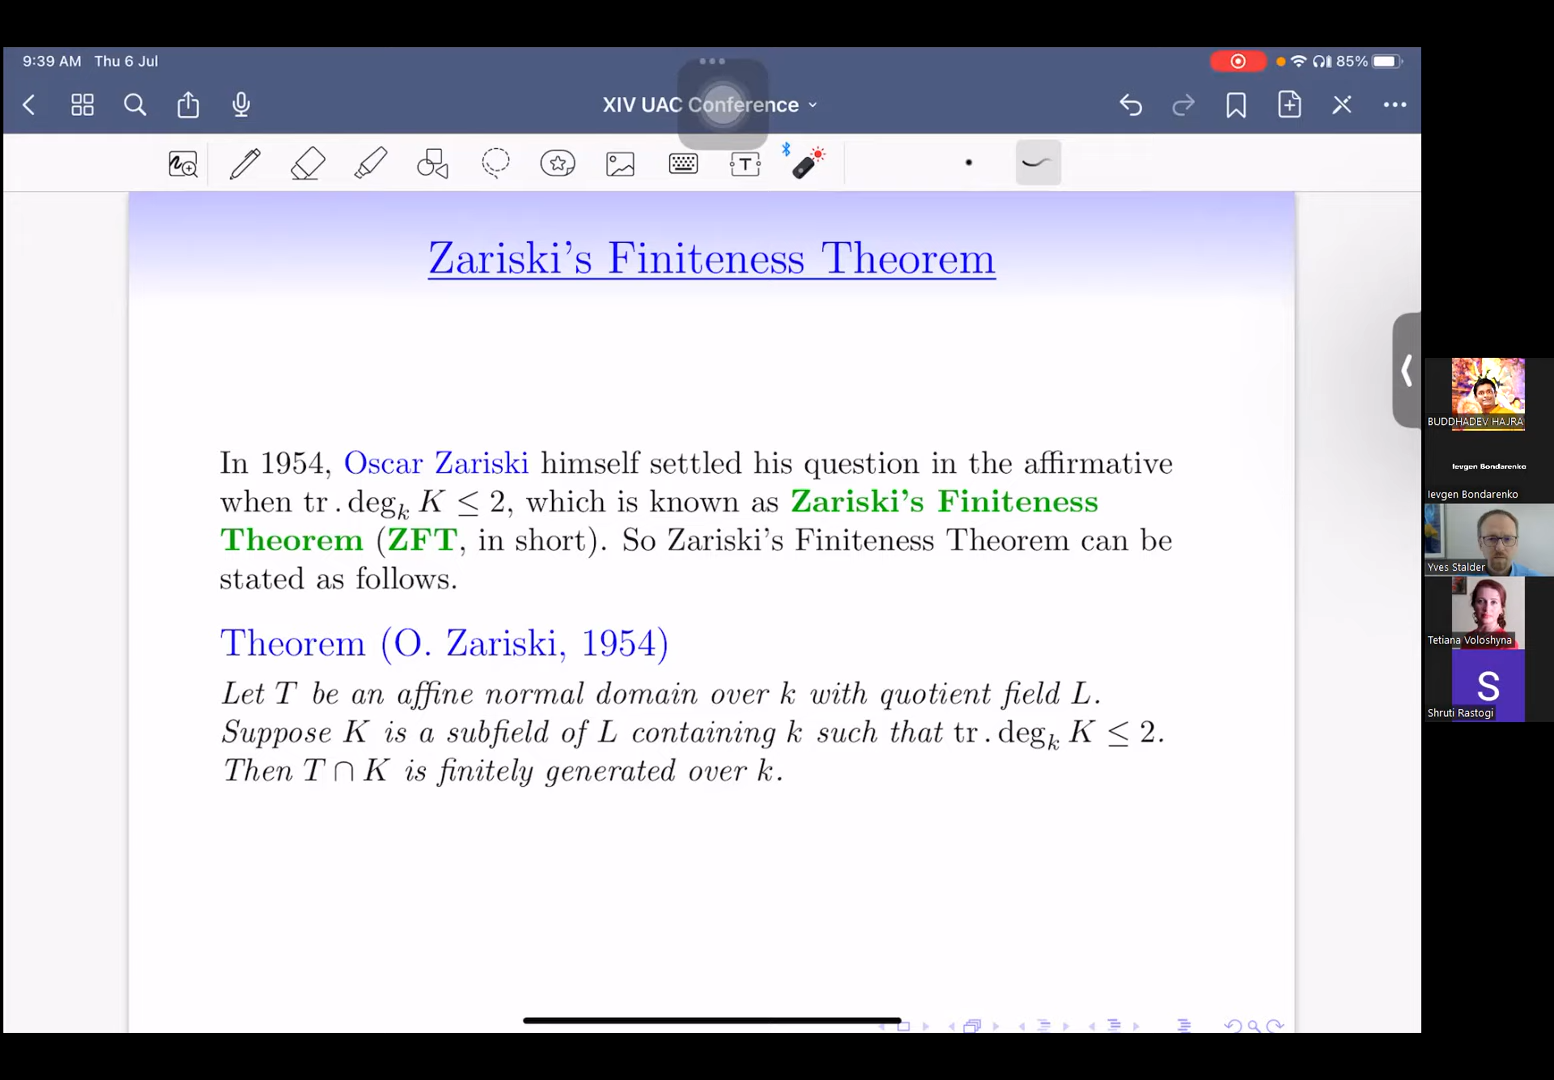 9:39 AM Thu 6 Jul
85%
XIV UAC Conference
T
Zariski's Finiteness Theorem
In 1954, Oscar Zariski himself settled his question in the affirmative
when tr . deg_k K ≤ 2, which is known as Zariski's Finiteness
Theorem (ZFT, in short). So Zariski's Finiteness Theorem can be
stated as follows.
Theorem (O. Zariski, 1954)
Let T be an affine normal domain over k with quotient field L.
Suppose K is a subfield of L containing k such that tr . deg_k K ≤ 2.
Then T ∩ K is finitely generated over k.
BUDDHADEV HAJRA
Ievgen Bondarenko
Ievgen Bondarenko
Yves Stalder
Tetiana Voloshyna
S
Shruti Rastogi